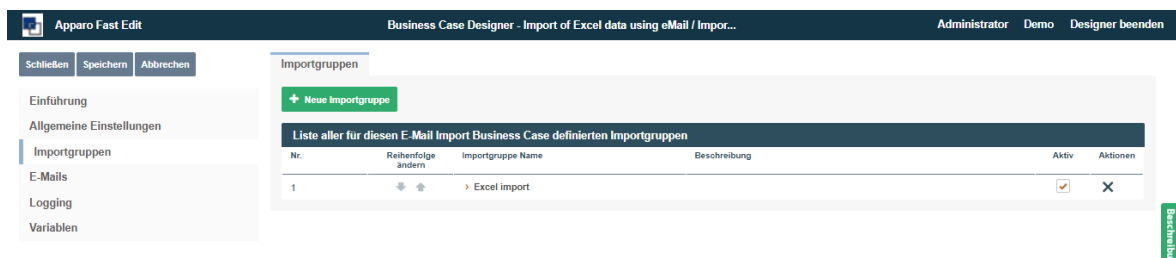 Apparo Fast Edit
Business Case Designer - Import of Excel data using eMail / Impor...
Administrator Demo Designer beenden
Schließen Speichern Abbrechen
Importgruppen
Einführung
Allgemeine Einstellungen
Importgruppen
E-Mails
Logging
Variablen
+ Neue Importgruppe
Liste aller für diesen E-Mail Import Business Case definierten Importgruppen
Nr. Reihenfolge ändern Importgruppe Name Beschreibung Aktiv Aktionen
1 > Excel import